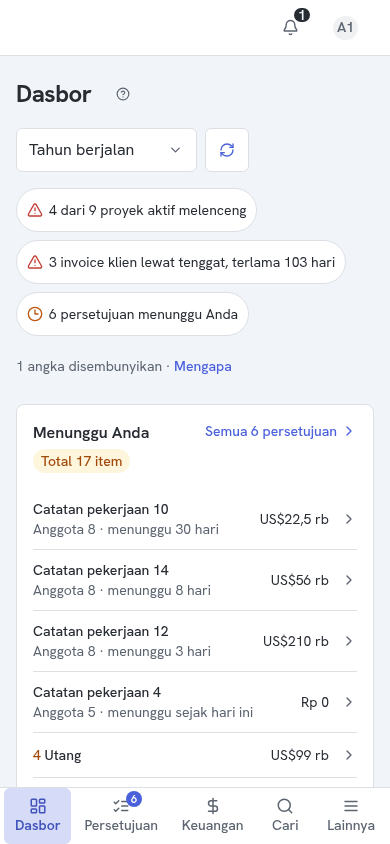 1
A1
Dasbor
Tahun berjalan
4 dari 9 proyek aktif melenceng
3 invoice klien lewat tenggat, terlama 103 hari
6 persetujuan menunggu Anda
1 angka disembunyikan · Mengapa
Menunggu Anda
Semua 6 persetujuan
Total 17 item
Catatan pekerjaan 10
Anggota 8 · menunggu 30 hari
US$22,5 rb
Catatan pekerjaan 14
Anggota 8 · menunggu 8 hari
US$56 rb
Catatan pekerjaan 12
Anggota 8 · menunggu 3 hari
US$210 rb
Catatan pekerjaan 4
Anggota 5 · menunggu sejak hari ini
Rp 0
4 Utang
US$99 rb
6
Dasbor
Persetujuan
Keuangan
Cari
Lainnya